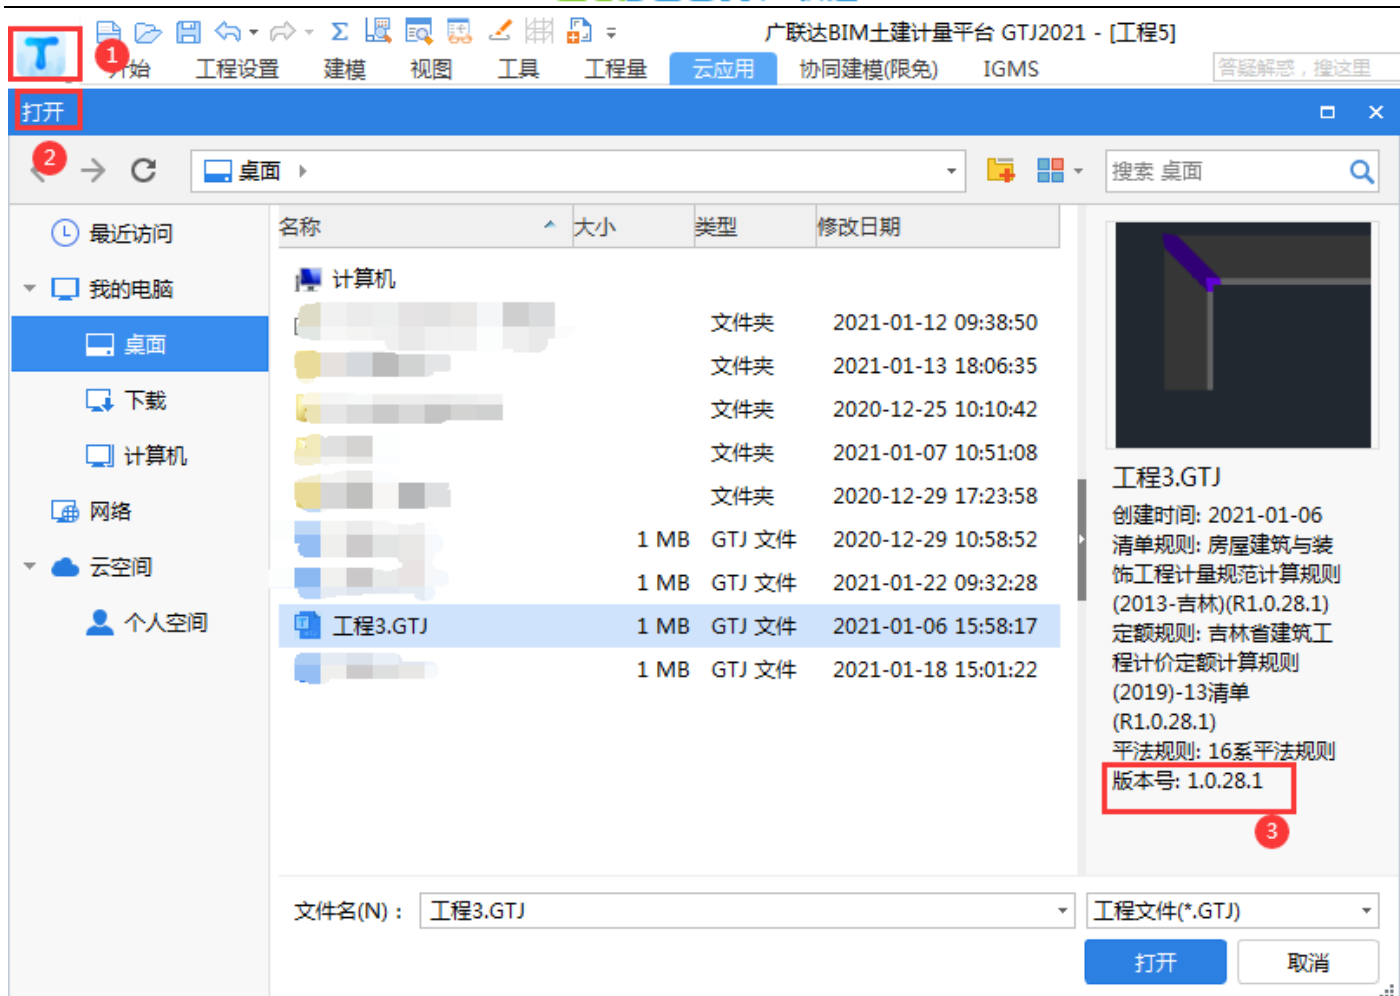 广联达BIM土建计量平台 GTJ2021 - [工程5]
T
1
始 工程设置 建模 视图 工具 工程量 云应用 协同建模(限免) IGMS 答疑解惑，搜这里
打开
2
桌面
搜索 桌面
最近访问
我的电脑
桌面
下载
计算机
网络
云空间
个人空间
名称 大小 类型 修改日期
计算机
文件夹 2021-01-12 09:38:50
文件夹 2021-01-13 18:06:35
文件夹 2020-12-25 10:10:42
文件夹 2021-01-07 10:51:08
文件夹 2020-12-29 17:23:58
1 MB GTJ 文件 2020-12-29 10:58:52
1 MB GTJ 文件 2021-01-22 09:32:28
工程3.GTJ 1 MB GTJ 文件 2021-01-06 15:58:17
1 MB GTJ 文件 2021-01-18 15:01:22
工程3.GTJ
创建时间: 2021-01-06
清单规则: 房屋建筑与装
饰工程计量规范计算规则
(2013-吉林)(R1.0.28.1)
定额规则: 吉林省建筑工
程计价定额计算规则
(2019)-13清单
(R1.0.28.1)
平法规则: 16系平法规则
版本号: 1.0.28.1
3
文件名(N)： 工程3.GTJ 工程文件(*.GTJ)
打开 取消